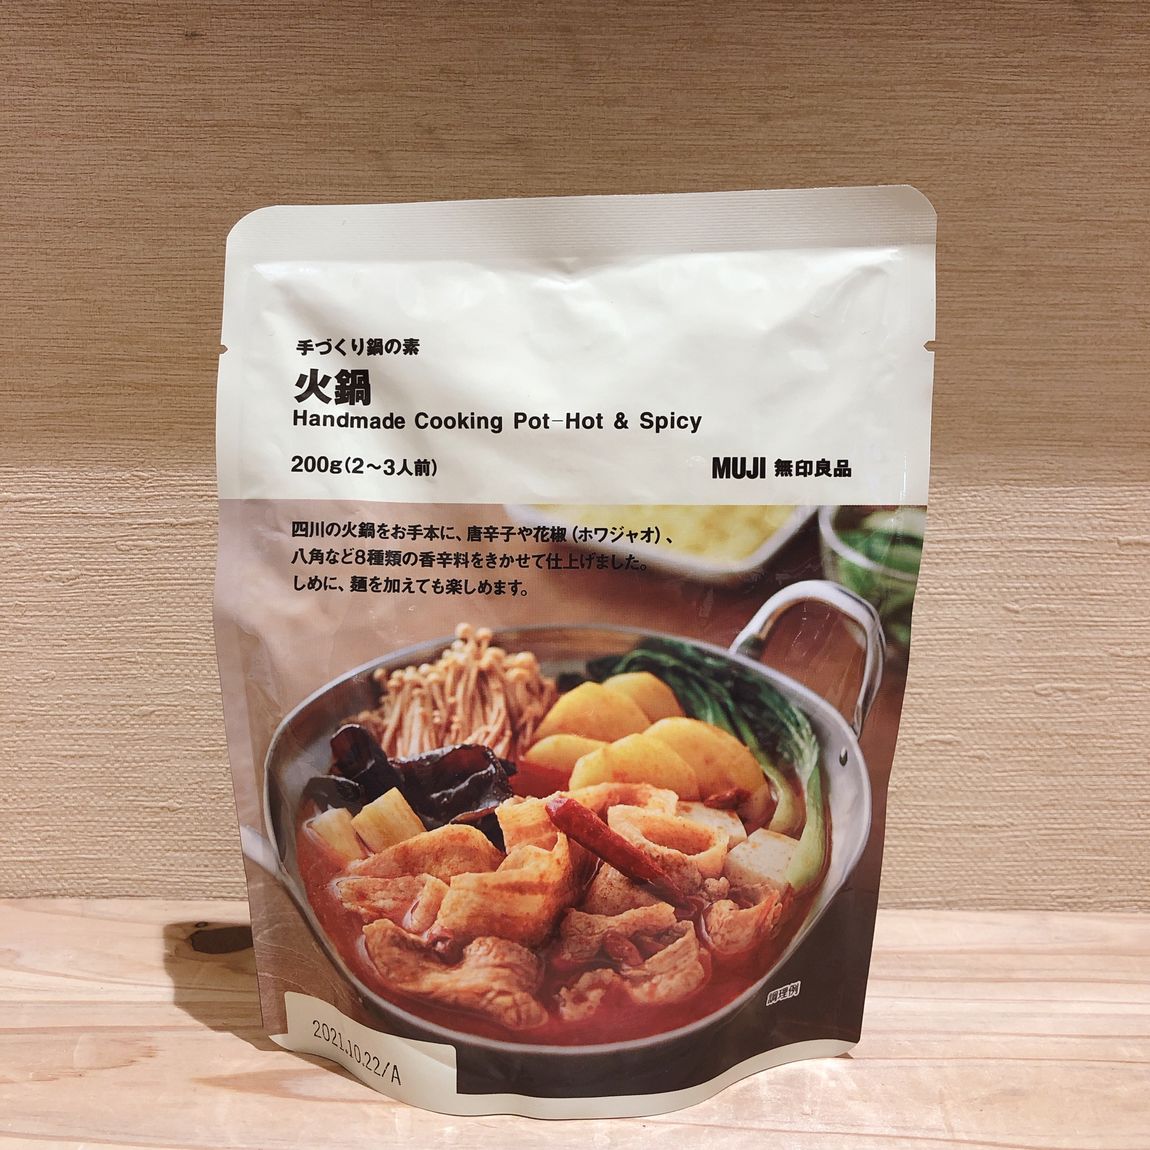 手づくり鍋の素
火鍋
Handmade Cooking Pot-Hot & Spicy
200g(2〜3人前)
MUJI 無印良品
四川の火鍋をお手本に、唐辛子や花椒(ホワジャオ)、
八角など8種類の香辛料をきかせて仕上げました。
しめに、麺を加えても楽しめます。
調理例
2021.10.22/A